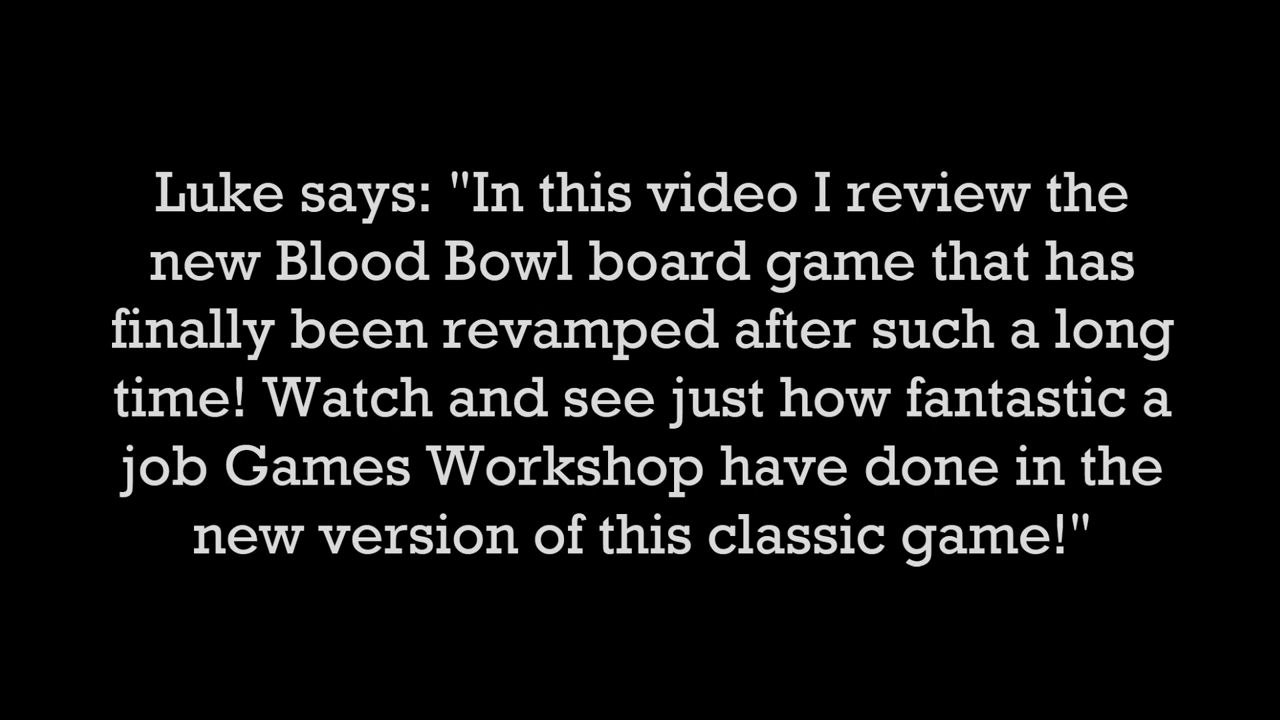 Luke says: "In this video I review the
new Blood Bowl board game that has
finally been revamped after such a long
time! Watch and see just how fantastic a
job Games Workshop have done in the
new version of this classic game!"